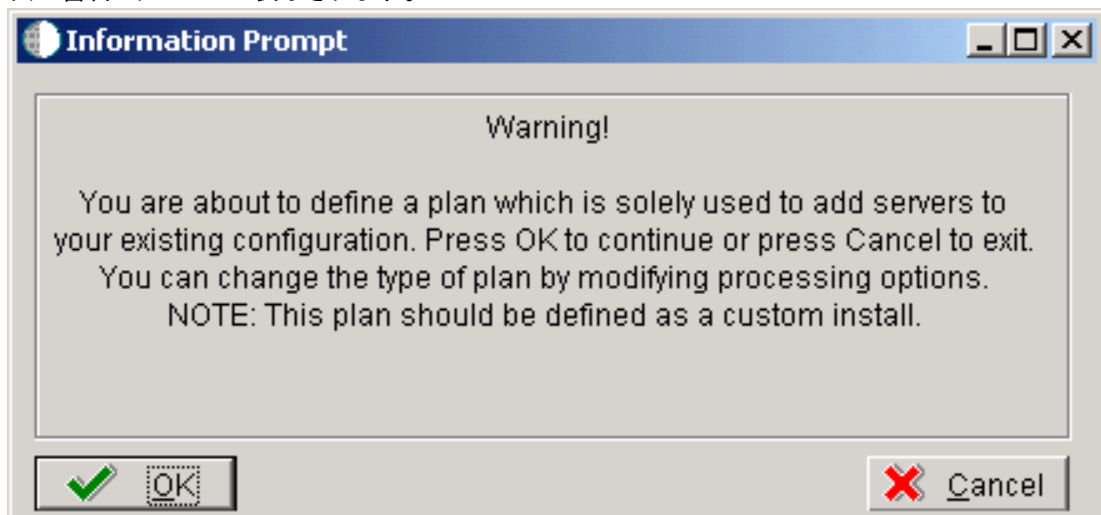 Information Prompt
Warning!
You are about to define a plan which is solely used to add servers to
your existing configuration. Press OK to continue or press Cancel to exit.
You can change the type of plan by modifying processing options.
NOTE: This plan should be defined as a custom install.
OK
Cancel